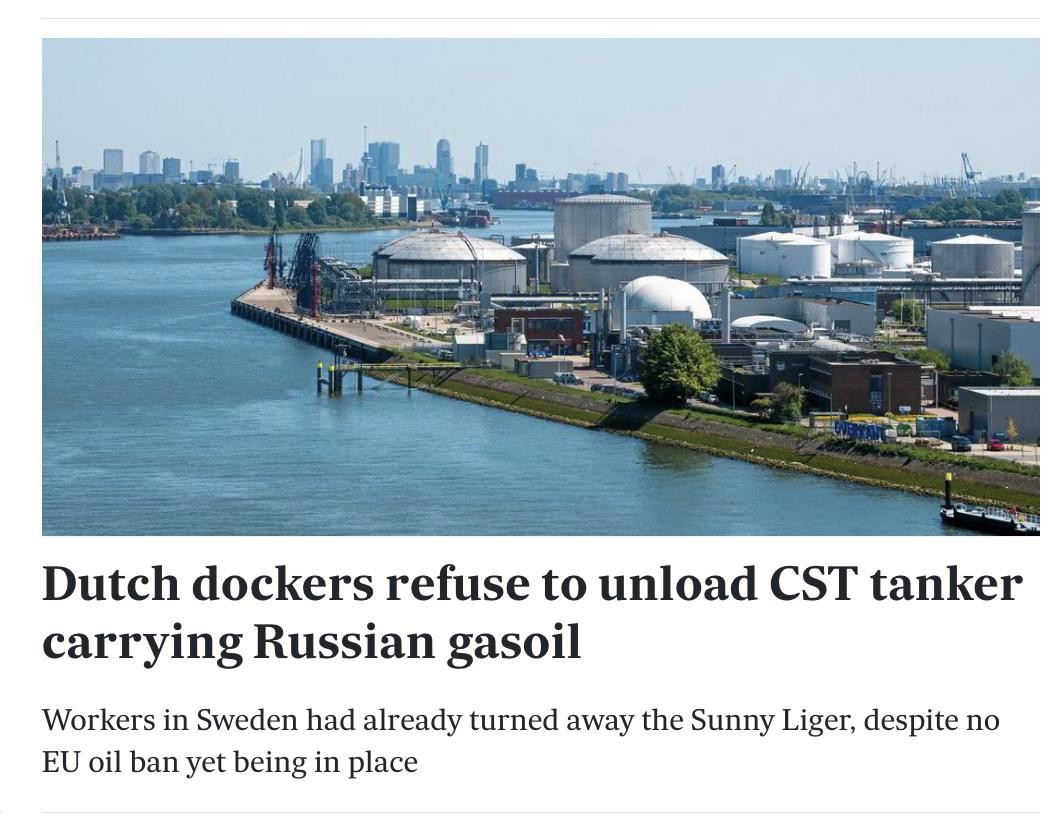 Dutch dockers refuse to unload CST tanker
carrying Russian gasoil
Workers in Sweden had already turned away the Sunny Liger, despite no
EU oil ban yet being in place